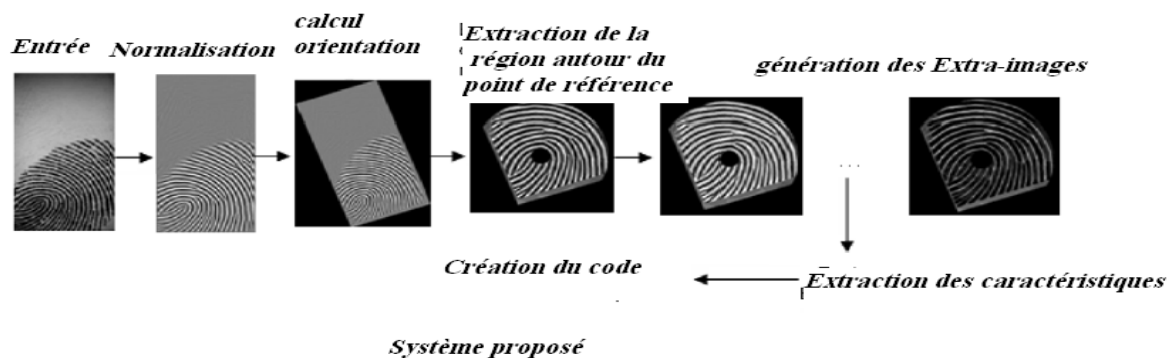 Entrée
Normalisation
calcul
orientation
Extraction de la
région autour du
point de référence
génération des Extra-images
...
Extraction des caractéristiques
Création du code
Système proposé